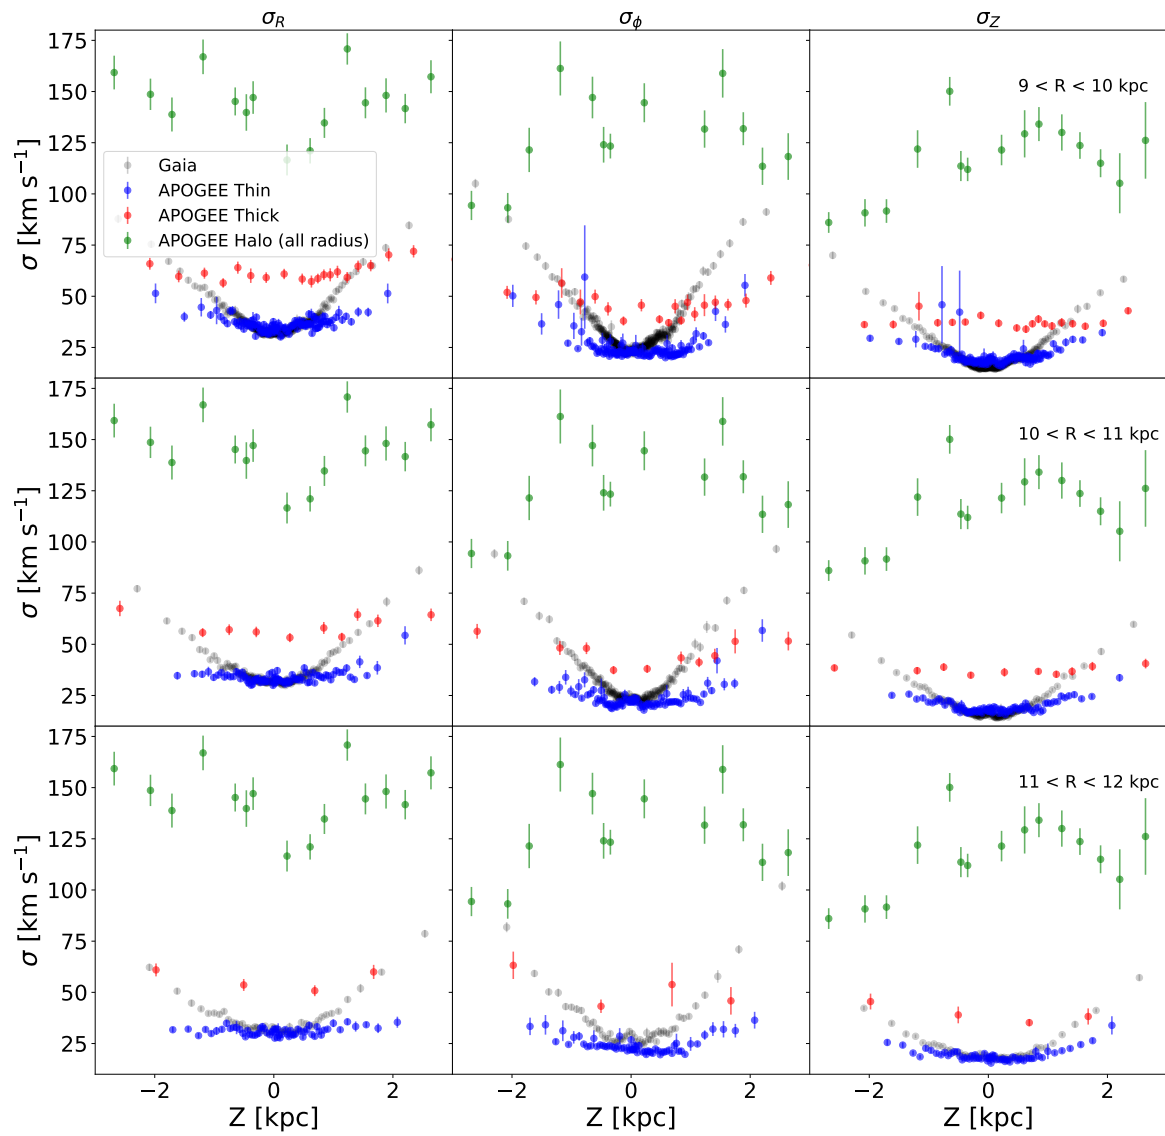 σ_R σ_ϕ σ_Z
175
150
125
100
75
50
25
σ [km s⁻¹]
Gaia
APOGEE Thin
APOGEE Thick
APOGEE Halo (all radius)
9 < R < 10 kpc
175
150
125
100
75
50
25
σ [km s⁻¹]
10 < R < 11 kpc
175
150
125
100
75
50
25
σ [km s⁻¹]
11 < R < 12 kpc
−2 0 2 −2 0 2 −2 0 2
Z [kpc] Z [kpc] Z [kpc]